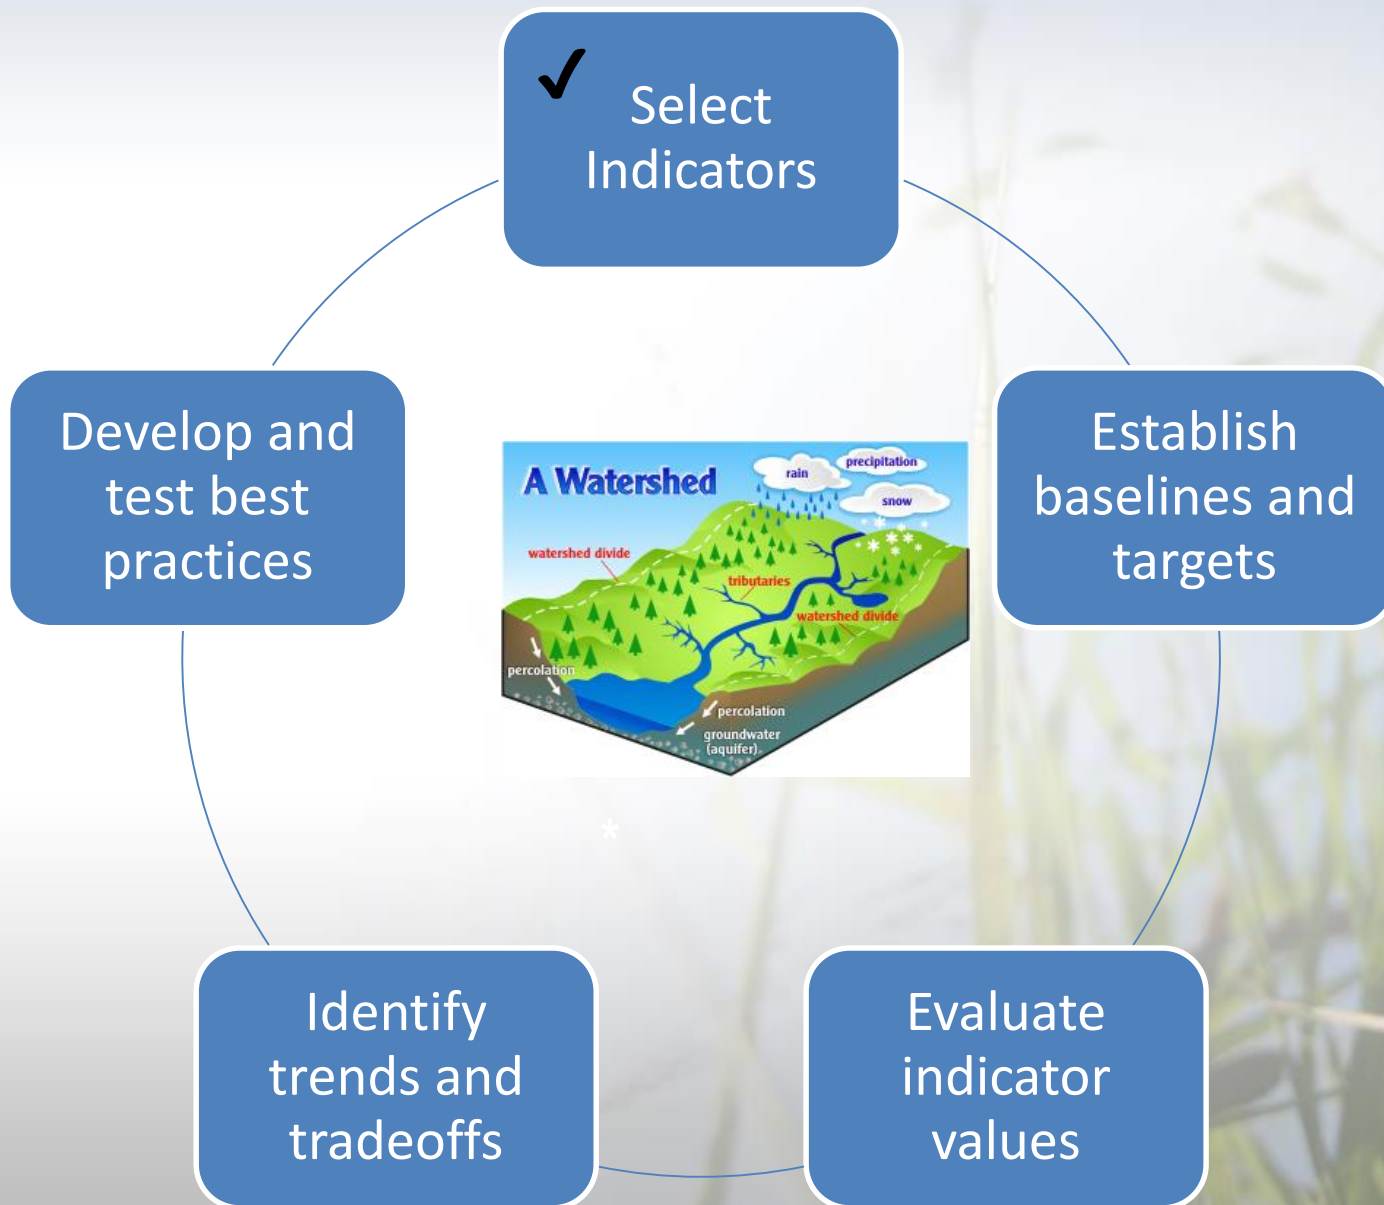 ✓
Select
Indicators
Establish
baselines and
targets
Evaluate
indicator
values
Identify
trends and
tradeoffs
Develop and
test best
practices
A Watershed
rain
precipitation
snow
watershed divide
tributaries
watershed divide
percolation
percolation
groundwater
(aquifer)
*